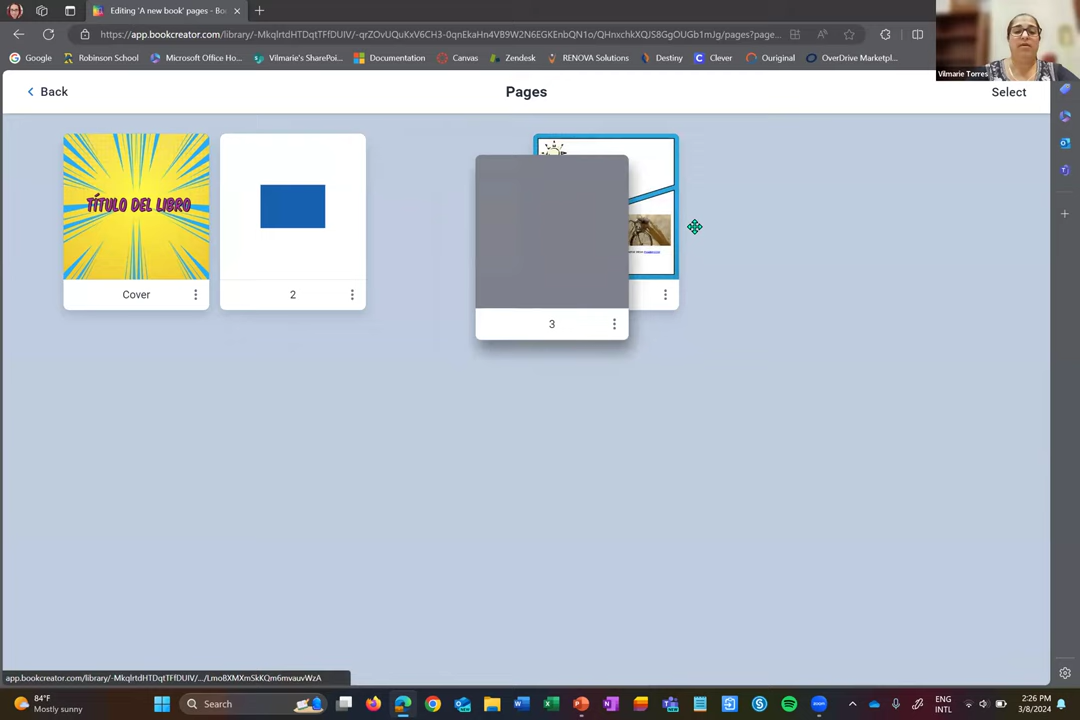 Editing 'A new book' pages - Bo
https://app.bookcreator.com/library/-MkqlrtdHTDqtTFfDUIV/-qrZOvUQuKxV6CH3-0qnEkaHn4VB9W2N6EGKEnbQN1o/QHnxchkXQJS8GgOUGb1mJg/pages?page...
Google
Robinson School
Microsoft Office Ho...
Vilmarie's SharePoi...
Documentation
Canvas
Zendesk
RENOVA Solutions
Destiny
Clever
Ouriginal
OverDrive Marketpl...
Vilmarie Torres
Back
Pages
Select
TÍTULO DEL LIBRO
Cover
2
3
app.bookcreator.com/library/-MkqlrtdHTDqtTFfDUIV/.../LmoBXMXmSkKQm6mvauvWzA
84°F
Mostly sunny
Search
ENG
INTL
2:26 PM
3/8/2024